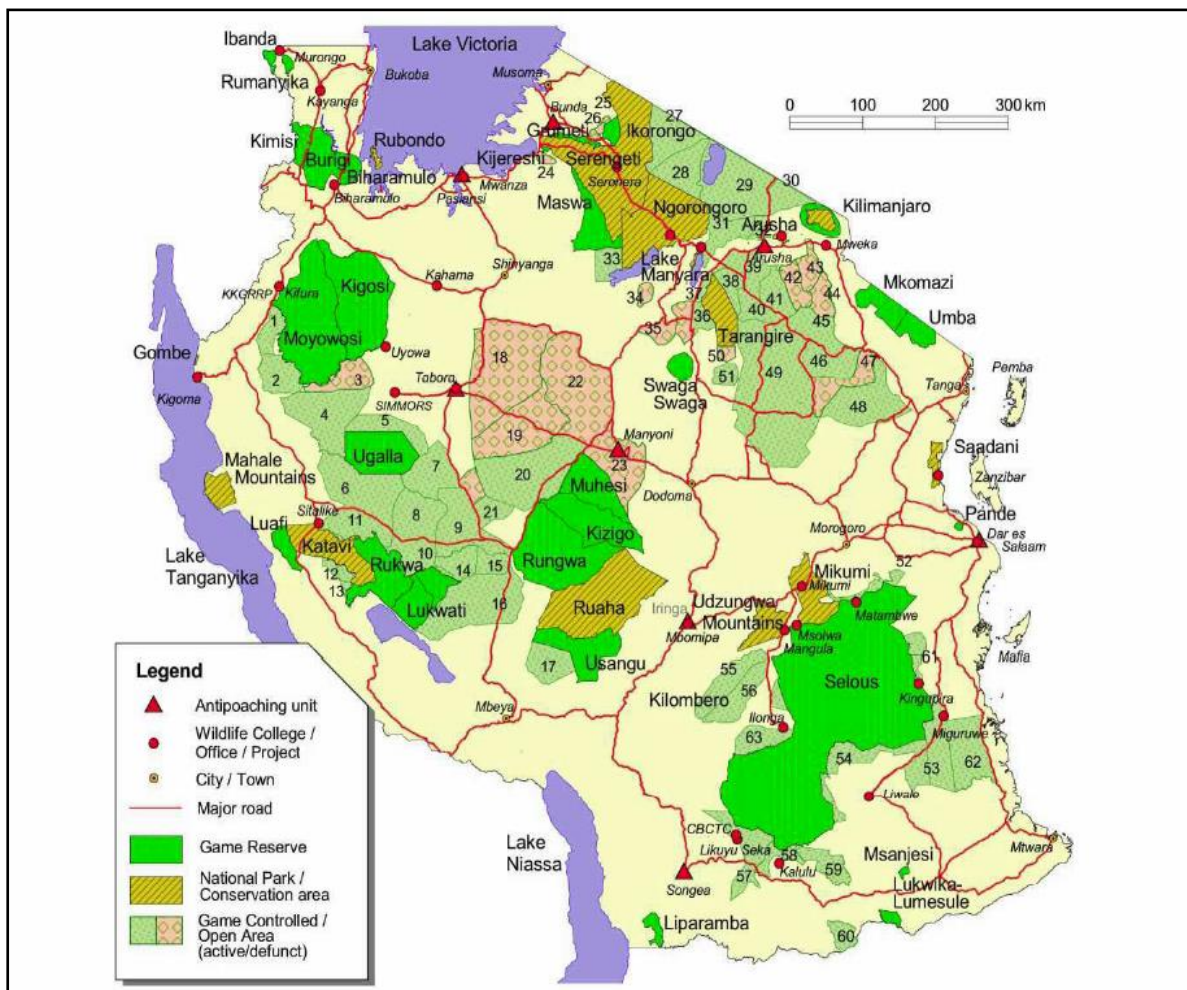 Ibanda
Murongo
Rumanyika
Kayanga
Bukoba
Lake Victoria
Musoma
Bunda
25
26
27
0 100 200 300 km
Grumeti
Ikorongo
Kimisi
Burigi
Rubondo
Biharamulo
Biharamulo
Kijereshi
Mwanza
Pasiansi
24
Serengeti
Seronera
28
29
30
Maswa
Ngorongoro
31
32
Arusha
Arusha
Kilimanjaro
Mweka
33
Lake
Manyara
Shinyanga
Kahama
KKGRRP
Kifura
Kigosi
Moyowosi
34
35
36
37
38
39
40
41
42
43
44
45
46
47
48
49
50
51
Mkomazi
Umba
Tarangire
1
2
3
4
5
6
7
8
9
10
11
12
13
14
15
16
17
18
19
20
21
22
23
Gombe
Kigoma
Uyowa
Tabora
SIMMORS
Swaga
Swaga
Tanga
Pemba
Manyoni
Ugalla
Muhesi
Dodoma
Saadani
Zanzibar
Mahale
Mountains
Sitalike
Luafi
Katavi
Rukwa
Lukwati
Rungwa
Kizigo
Lake
Tanganyika
Ruaha
Usangu
Iringa
Mbomipa
Udzungwa
Mountains
Morogoro
Mikumi
Mikumi
Pande
Dar es
Salaam
52
Matambwe
Msolwa
Mangula
Mafia
Selous
61
Kingupira
Miguruwe
55
56
Kilombero
Ilonga
63
54
53
62
Mbeya
Liwale
Lake
Niassa
CBCTC
Likuyu Seka
57
58
Kalulu
59
Songea
Msanjesi
Lukwika-
Lumesule
Mtwara
Liparamba
60
Legend
Antipoaching unit
Wildlife College /
Office / Project
City / Town
Major road
Game Reserve
National Park /
Conservation area
Game Controlled /
Open Area
(active/defunct)